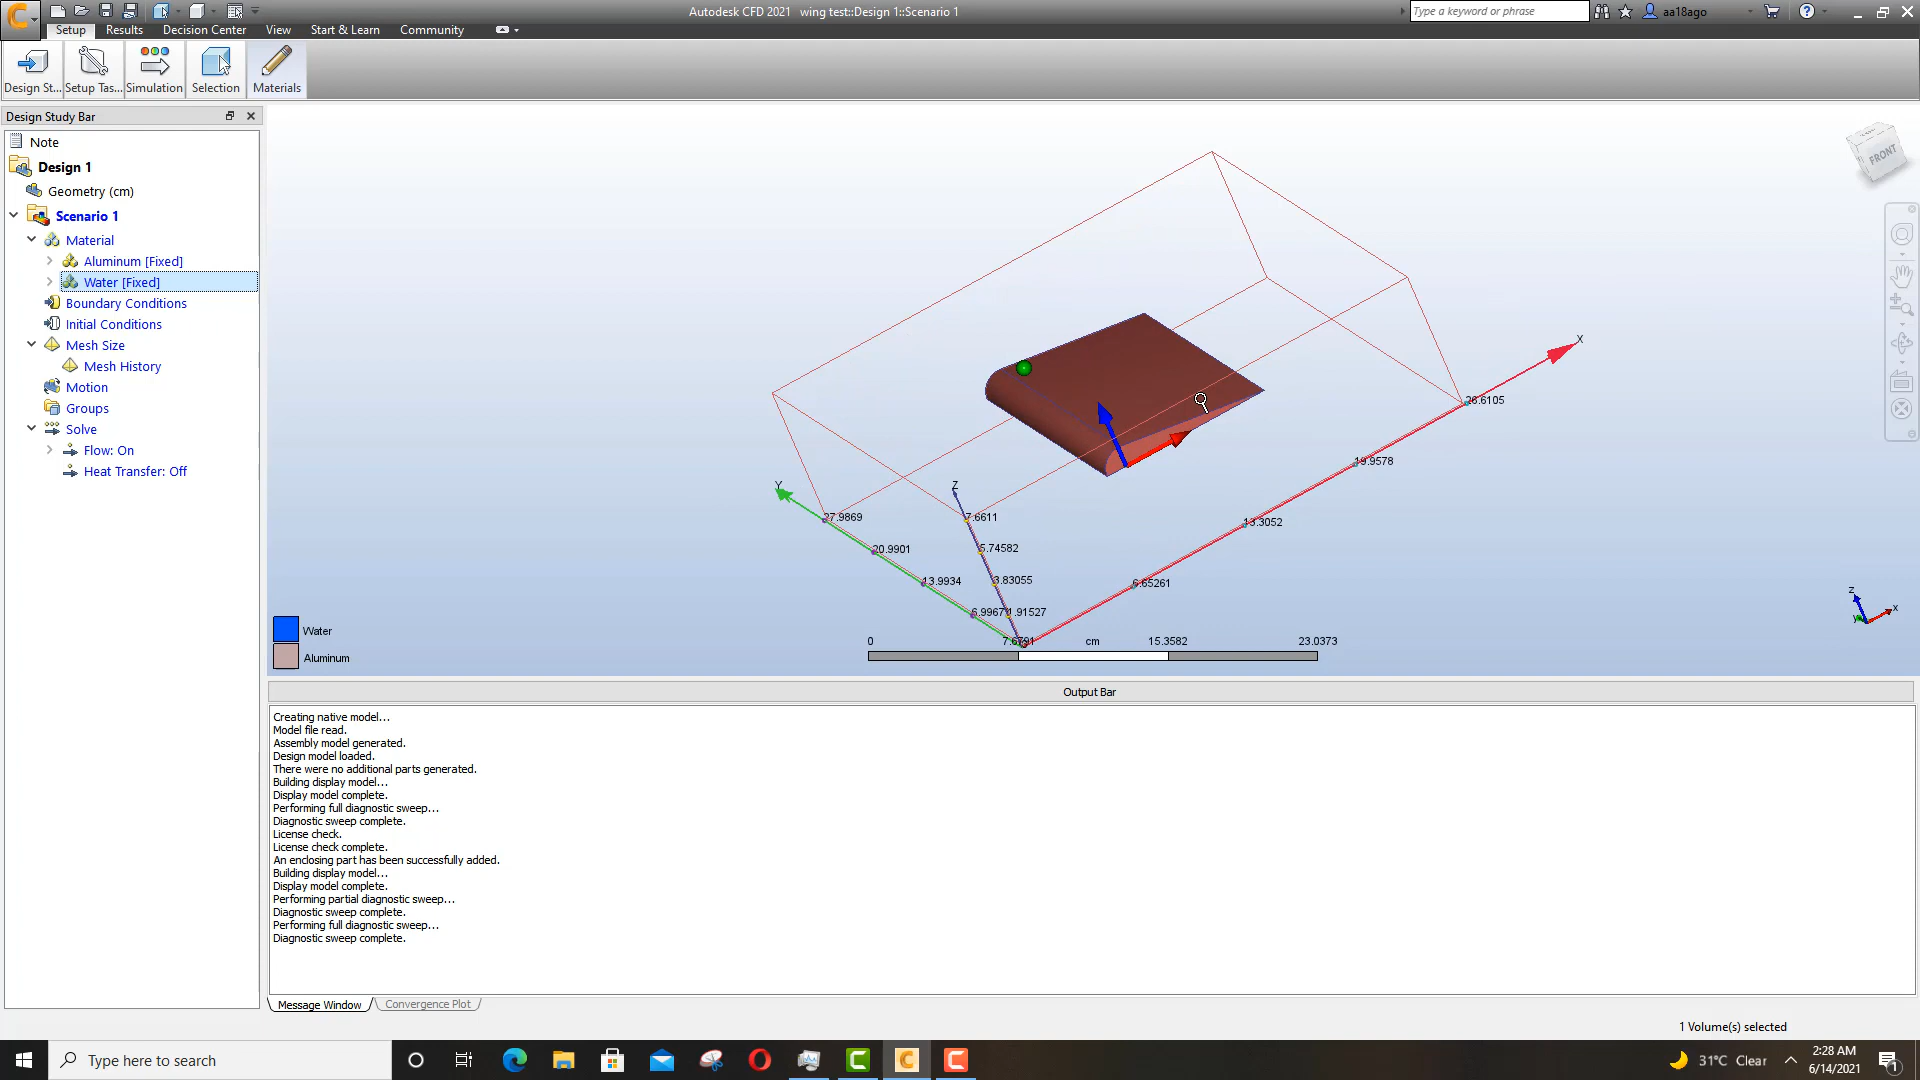 Autodesk CFD 2021 wing test::Design 1::Scenario 1
Type a keyword or phrase
aa18ago
Setup Results Decision Center View Start & Learn Community
Design St... Setup Tas... Simulation Selection Materials
Design Study Bar
Note
Design 1
Geometry (cm)
Scenario 1
Material
Aluminum [Fixed]
Water [Fixed]
Boundary Conditions
Initial Conditions
Mesh Size
Mesh History
Motion
Groups
Solve
Flow: On
Heat Transfer: Off
FRONT
X
26.6105
19.9578
13.3052
6.65261
Y
27.9869
20.9901
13.9934
Z
7.6611
5.74582
3.83055
1.91527
0 cm 15.3582 23.0373
Water
Aluminum
Z
X
Y
Output Bar
Creating native model...
Model file read.
Assembly model generated.
Design model loaded.
There were no additional parts generated.
Building display model...
Display model complete.
Performing full diagnostic sweep...
Diagnostic sweep complete.
License check.
License check complete.
An enclosing part has been successfully added.
Building display model...
Display model complete.
Performing partial diagnostic sweep...
Diagnostic sweep complete.
Performing full diagnostic sweep...
Diagnostic sweep complete.
Message Window Convergence Plot
1 Volume(s) selected
Type here to search
31°C Clear
2:28 AM
6/14/2021